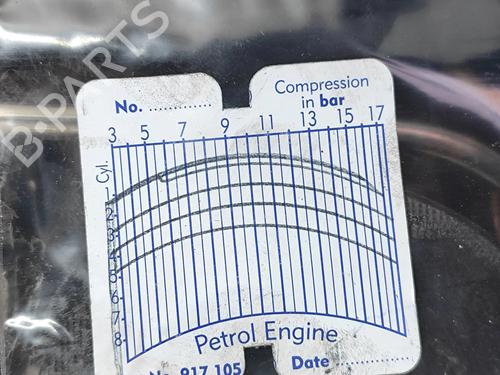 B-PARTS
No. ..............
Compression
in bar
3 5 7 9 11 13 15 17
Cyl.
1
2
3
4
5
6
7
8
Petrol Engine
No. 917 105
Date ..............